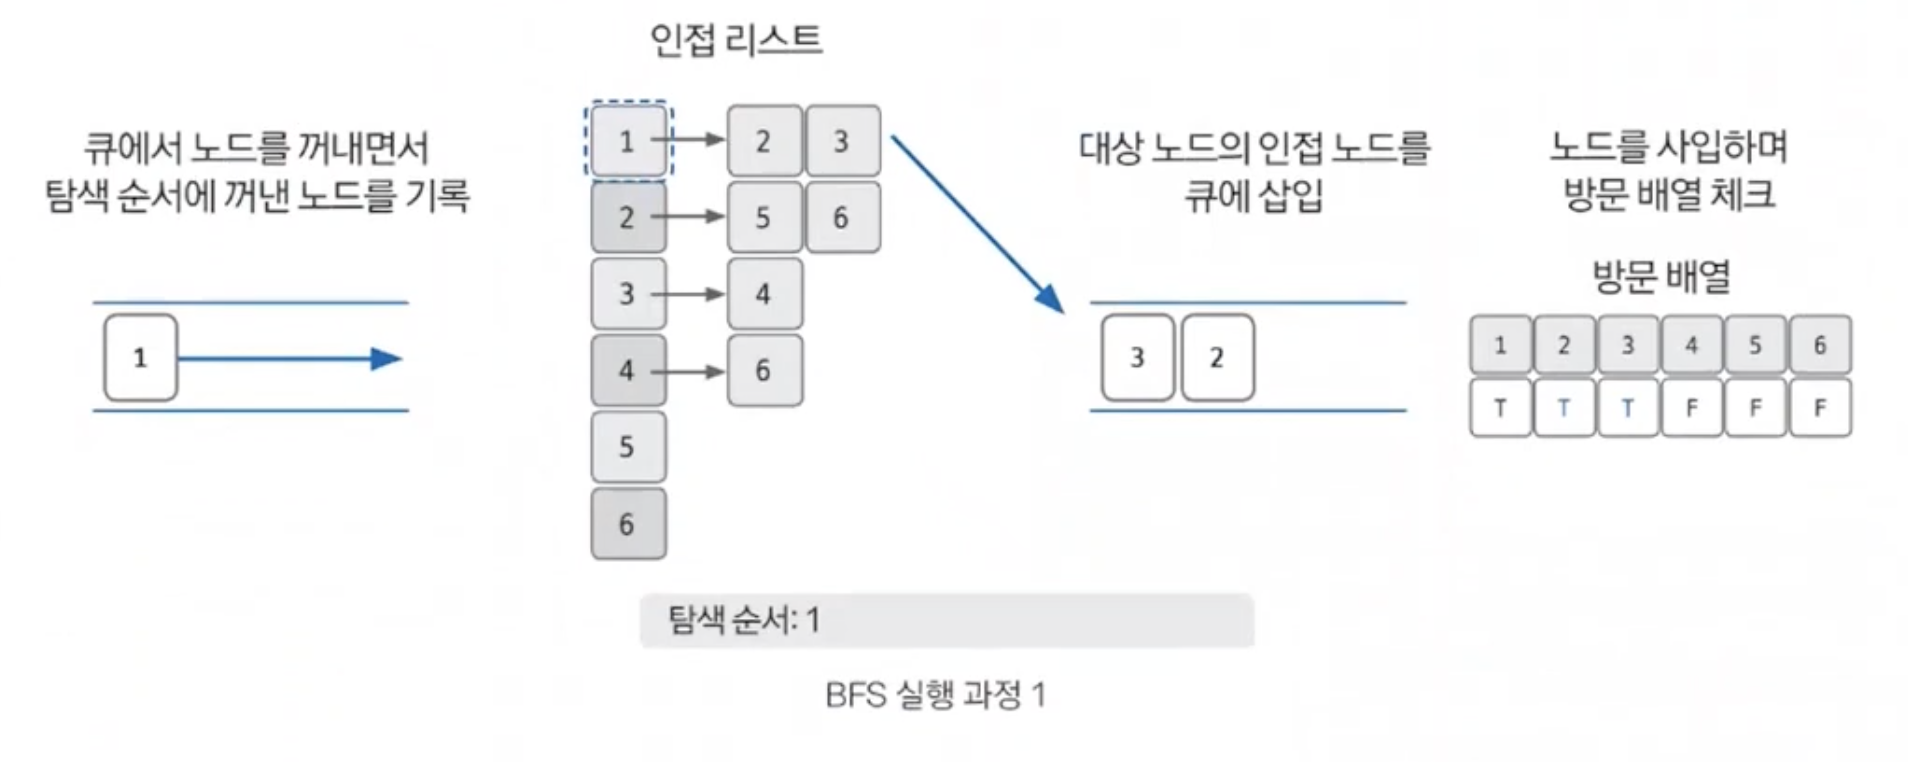 인접 리스트
큐에서 노드를 꺼내면서
탐색 순서에 꺼낸 노드를 기록
1
1 2 3
2 5 6
3 4
4 6
5
6
대상 노드의 인접 노드를
큐에 삽입
3 2
노드를 사입하며
방문 배열 체크
방문 배열
1 2 3 4 5 6
T T T F F F
탐색 순서: 1
BFS 실행 과정 1